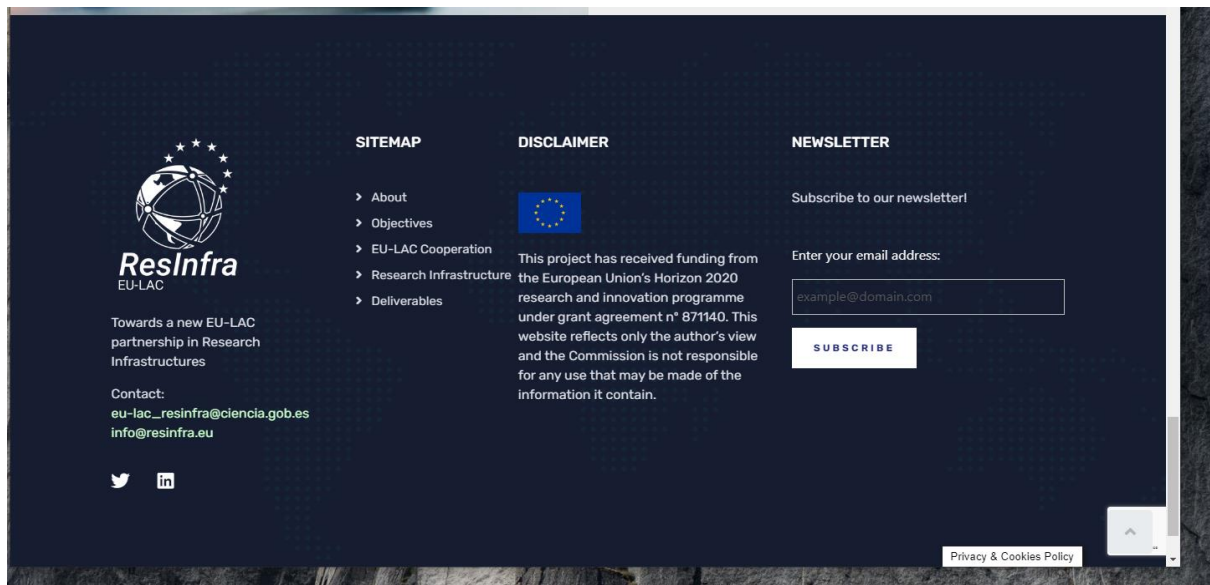 ResInfra
EU-LAC
Towards a new EU-LAC
partnership in Research
Infrastructures
Contact:
eu-lac_resinfra@ciencia.gob.es
info@resinfra.eu
SITEMAP
About
Objectives
EU-LAC Cooperation
Research Infrastructure
Deliverables
DISCLAIMER
This project has received funding from
the European Union's Horizon 2020
research and innovation programme
under grant agreement nº 871140. This
website reflects only the author's view
and the Commission is not responsible
for any use that may be made of the
information it contain.
NEWSLETTER
Subscribe to our newsletter!
Enter your email address:
example@domain.com
SUBSCRIBE
Privacy & Cookies Policy